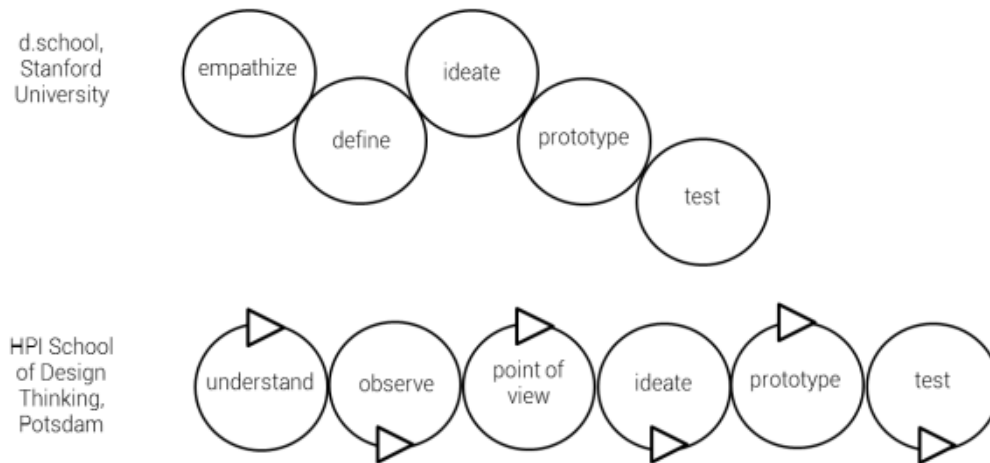 d.school,
Stanford
University
empathize
define
ideate
prototype
test
HPI School
of Design
Thinking,
Potsdam
understand
observe
point of
view
ideate
prototype
test